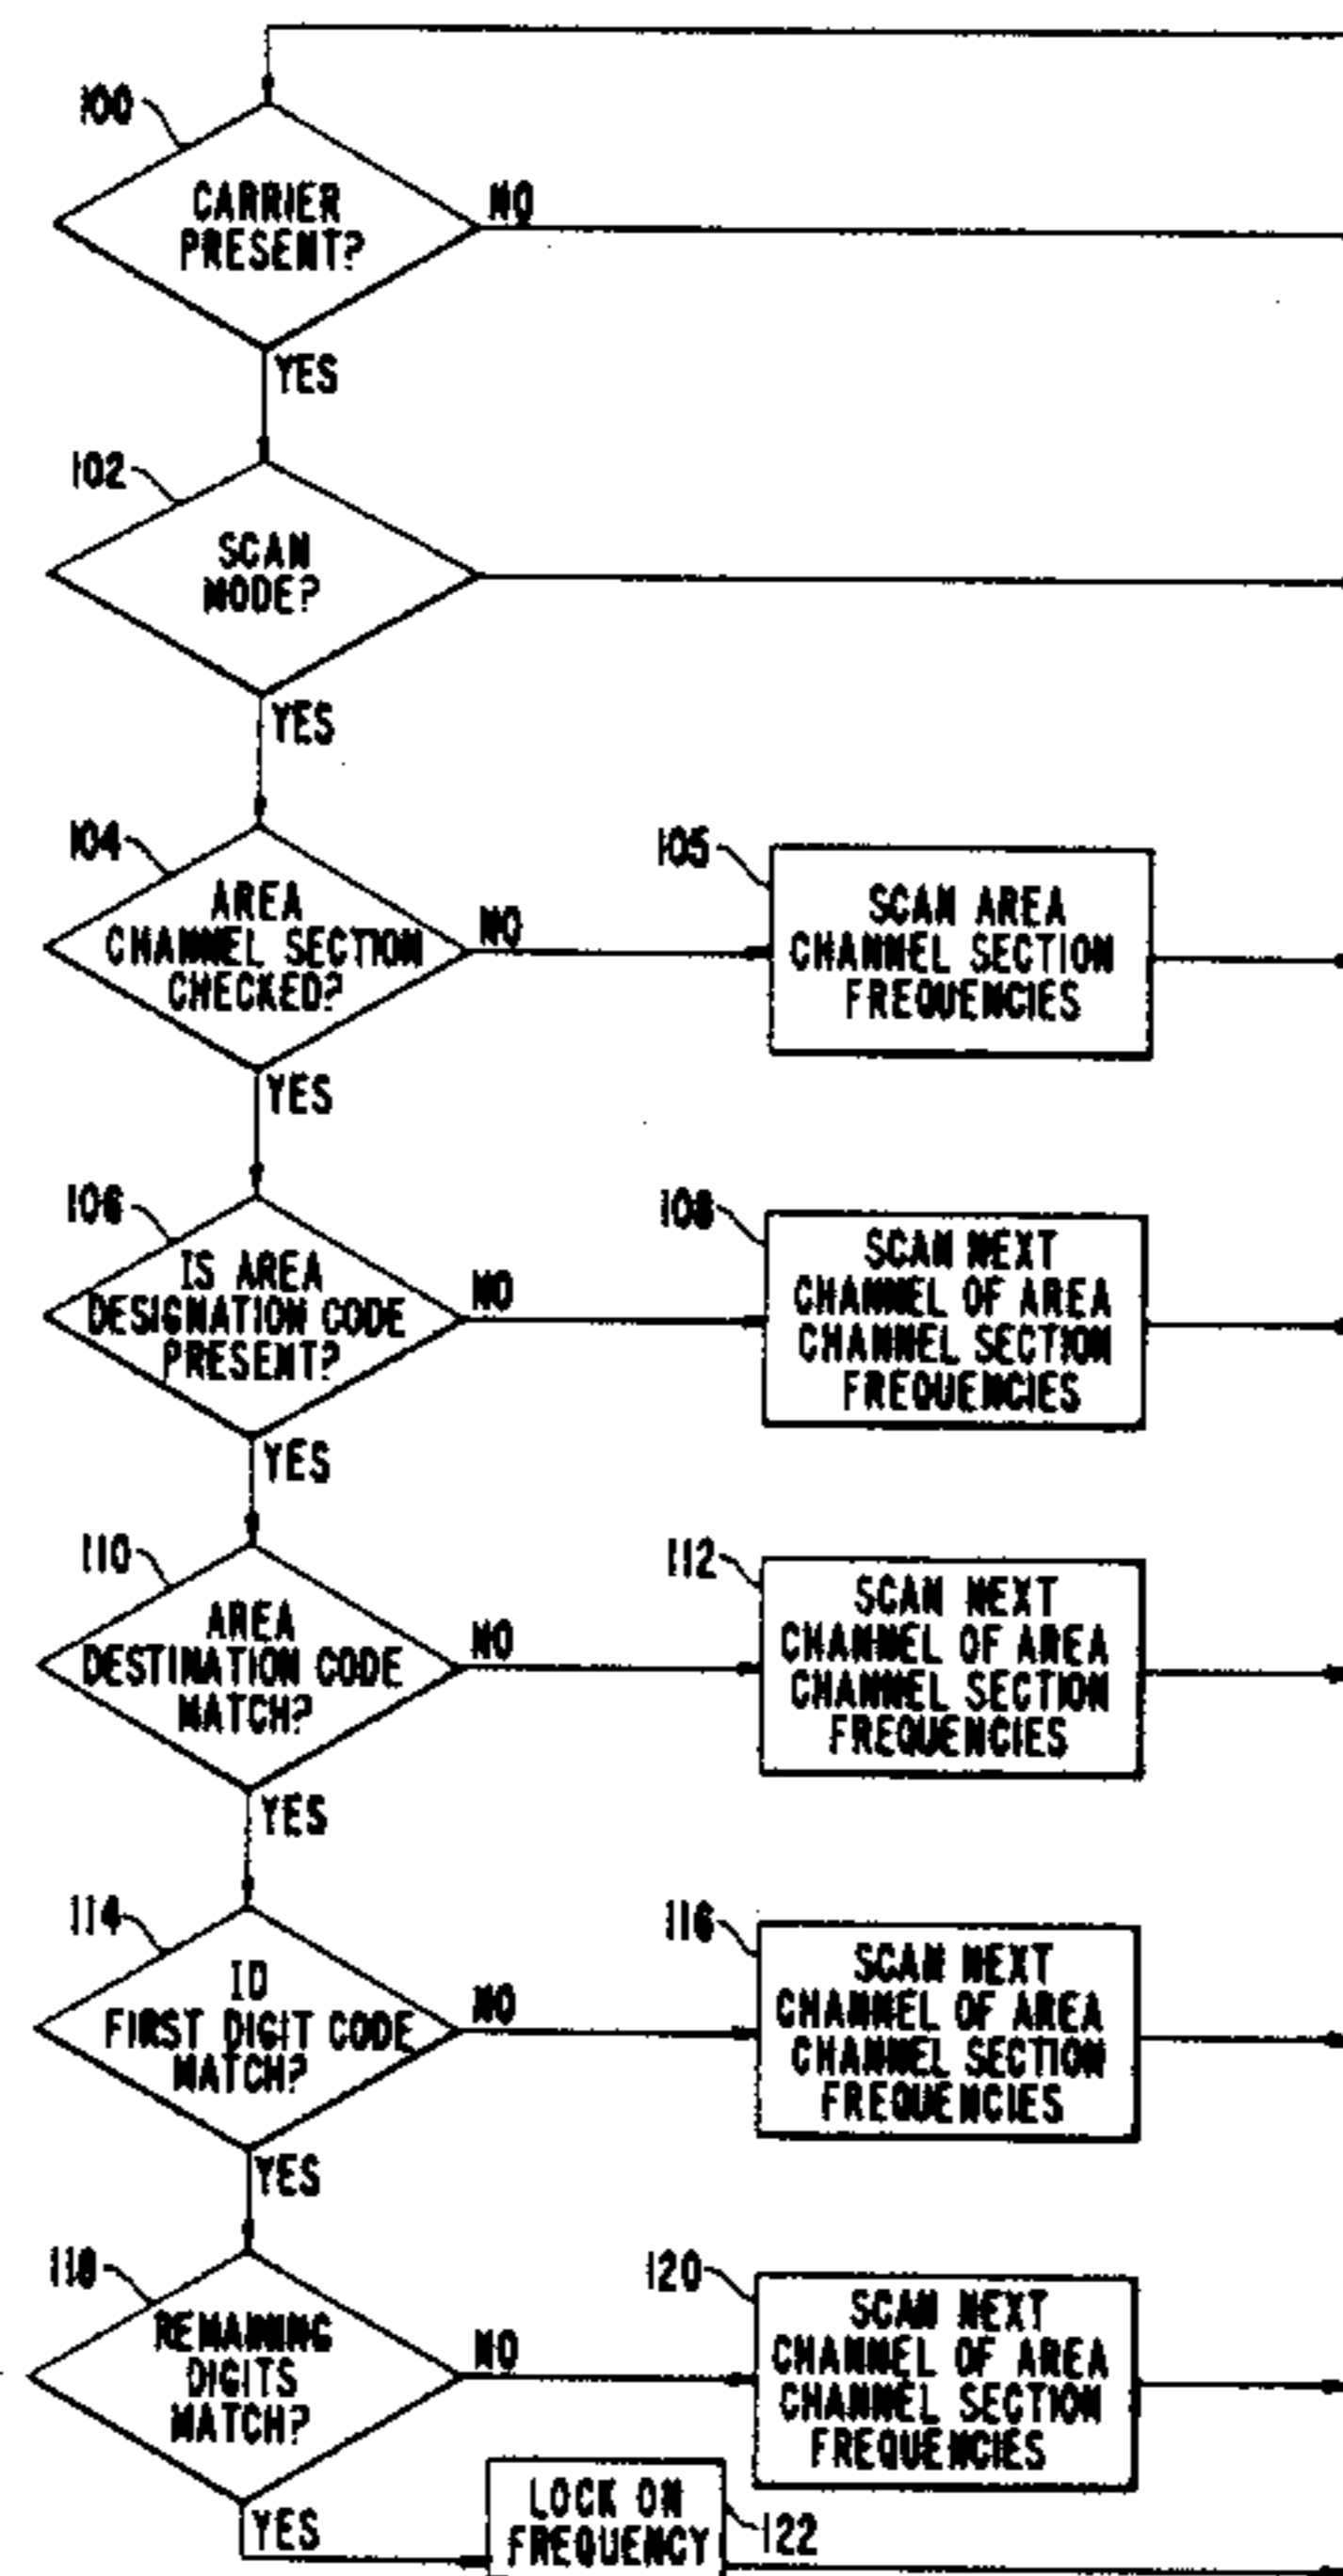 100
CARRIER
PRESENT?
NO
YES
102
SCAN
MODE?
YES
104
AREA
CHANNEL SECTION
CHECKED?
NO
105
SCAN AREA
CHANNEL SECTION
FREQUENCIES
YES
106
IS AREA
DESIGNATION CODE
PRESENT?
NO
108
SCAN NEXT
CHANNEL OF AREA
CHANNEL SECTION
FREQUENCIES
YES
110
AREA
DESTINATION CODE
MATCH?
NO
112
SCAN NEXT
CHANNEL OF AREA
CHANNEL SECTION
FREQUENCIES
YES
114
ID
FIRST DIGIT CODE
MATCH?
NO
116
SCAN NEXT
CHANNEL OF AREA
CHANNEL SECTION
FREQUENCIES
YES
118
REMAINING
DIGITS
MATCH?
NO
120
SCAN NEXT
CHANNEL OF AREA
CHANNEL SECTION
FREQUENCIES
YES
LOCK ON
FREQUENCY
122